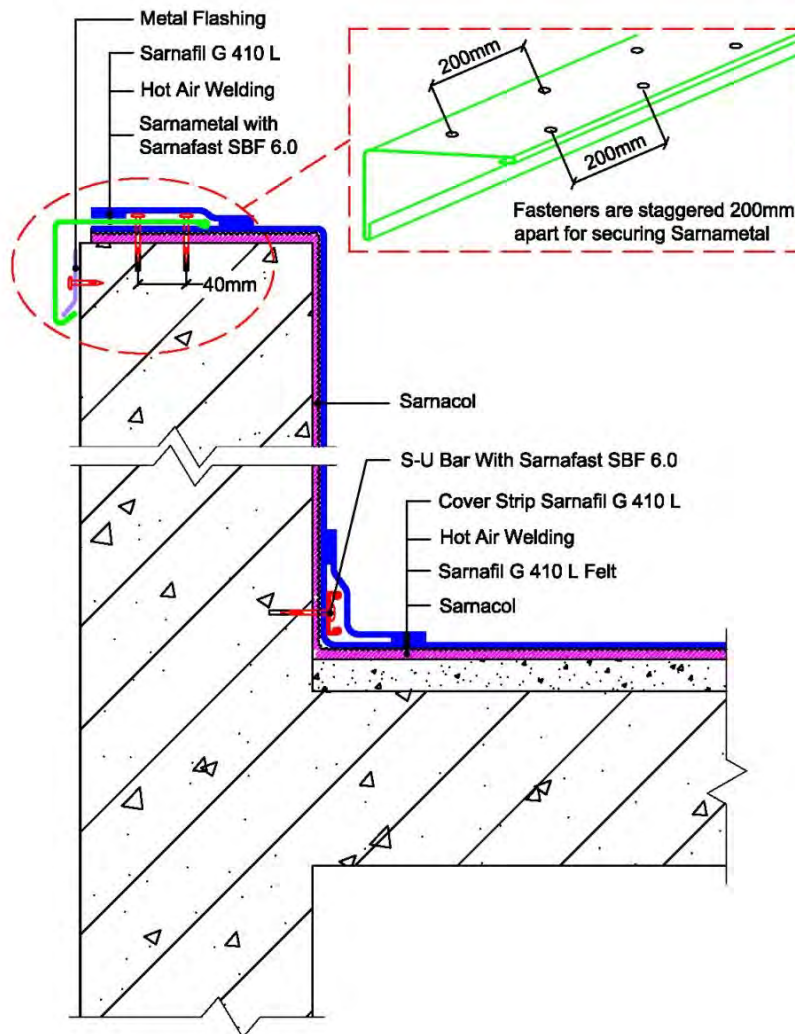 Metal Flashing
Sarnafil G 410 L
Hot Air Welding
Sarnametal with
Sarnafast SBF 6.0
200mm
200mm
Fasteners are staggered 200mm
apart for securing Sarnametal
40mm
Sarnacol
S-U Bar With Sarnafast SBF 6.0
Cover Strip Sarnafil G 410 L
Hot Air Welding
Sarnafil G 410 L Felt
Sarnacol